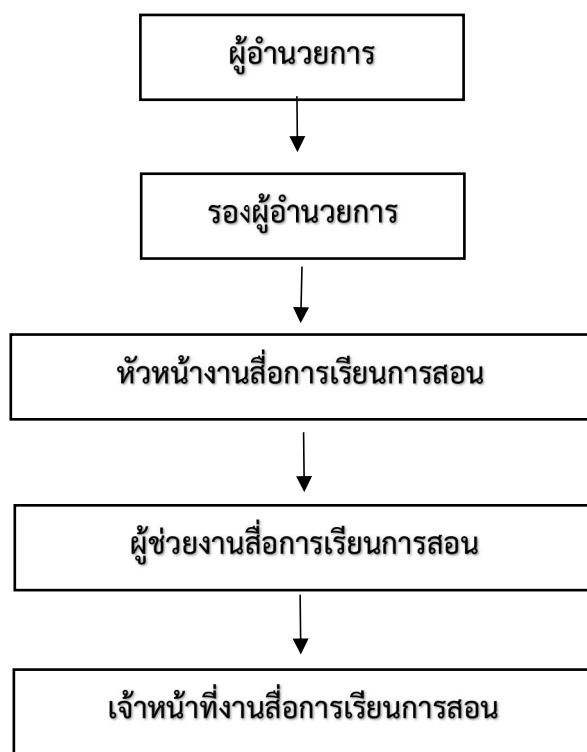 ผู้อำนวยการ
รองผู้อำนวยการ
หัวหน้างานสื่อการเรียนการสอน
ผู้ช่วยงานสื่อการเรียนการสอน
เจ้าหน้าที่งานสื่อการเรียนการสอน